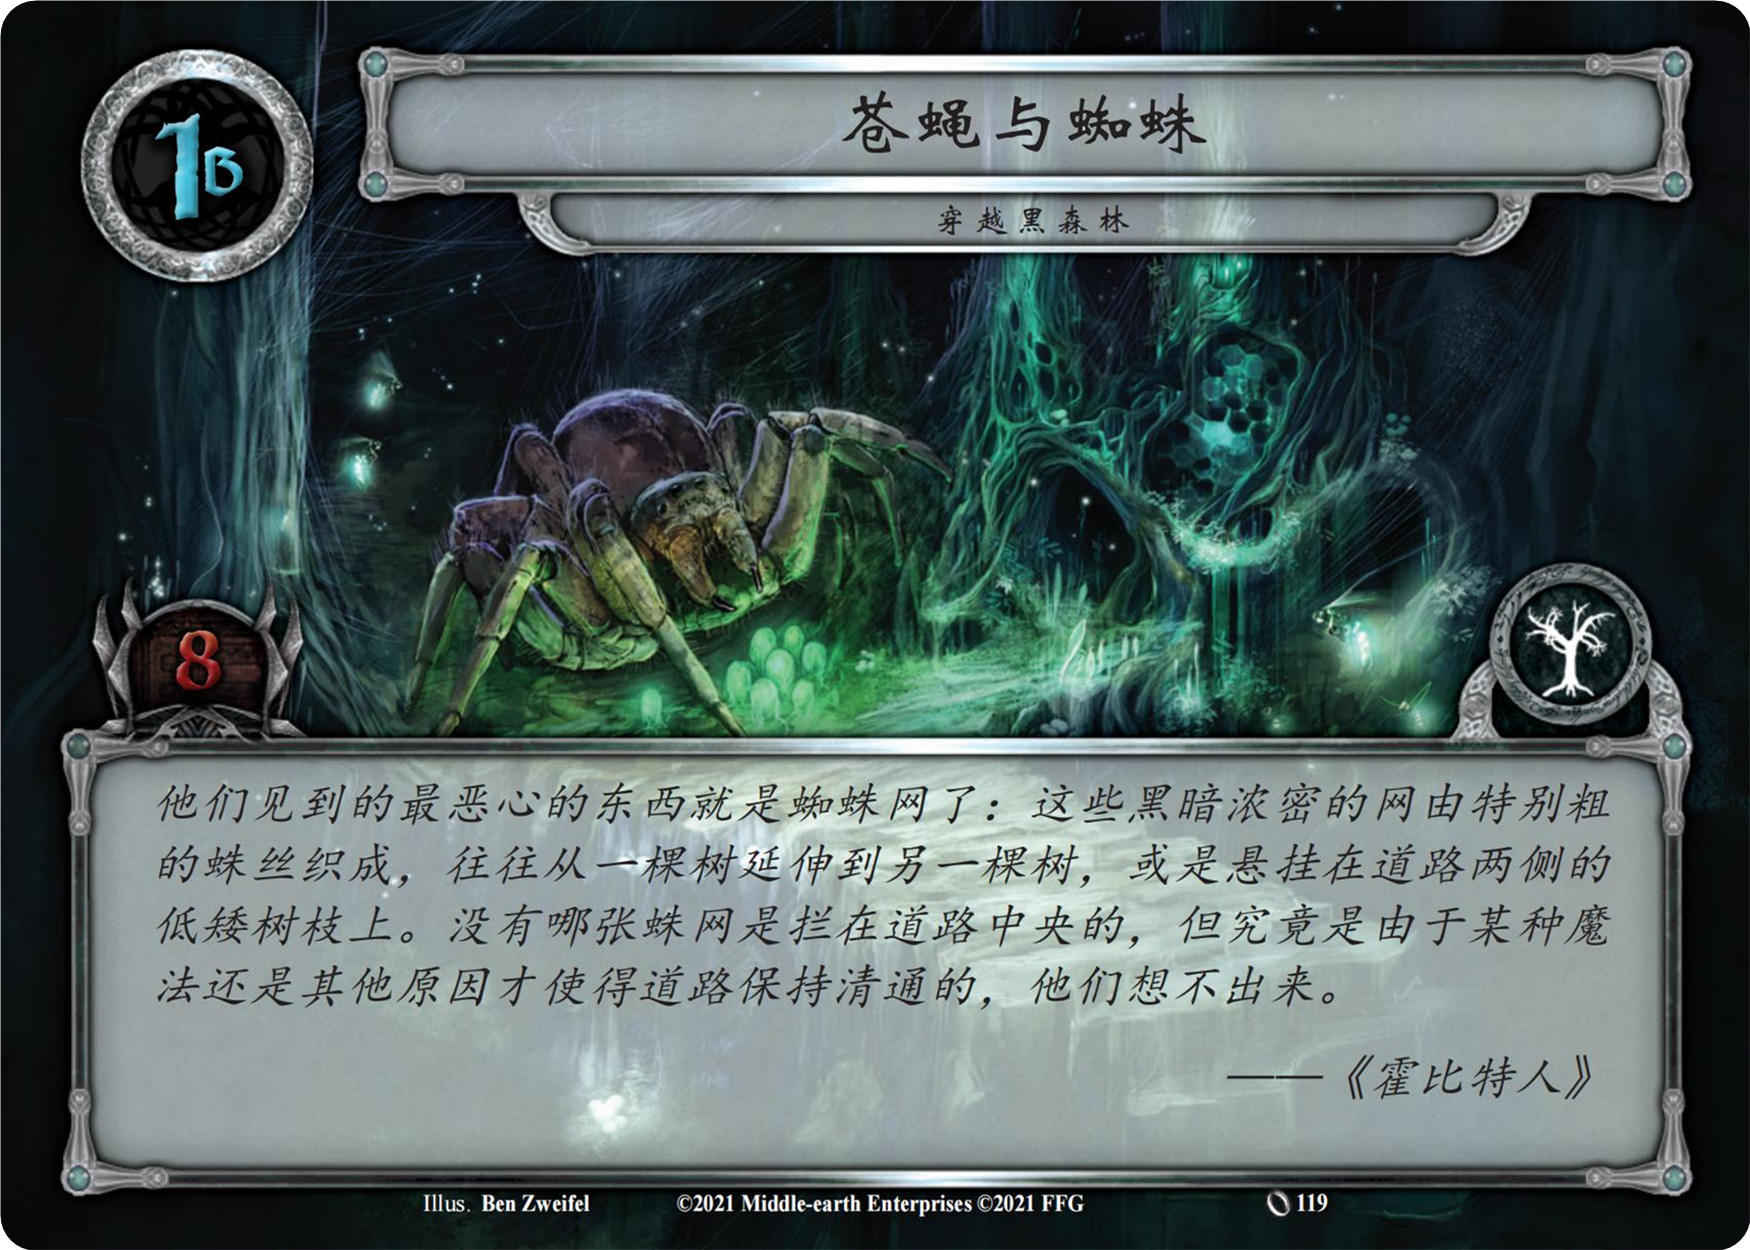 1B
苍蝇与蜘蛛
穿越黑森林
8
他们见到的最恶心的东西就是蜘蛛网了：这些黑暗浓密的网由特别粗
的蛛丝织成，往往从一棵树延伸到另一棵树，或是悬挂在道路两侧的
低矮树枝上。没有哪张蛛网是拦在道路中央的，但究竟是由于某种魔
法还是其他原因才使得道路保持清通的，他们想不出来。
——《霍比特人》
Illus. Ben Zweifel
©2021 Middle-earth Enterprises ©2021 FFG
119